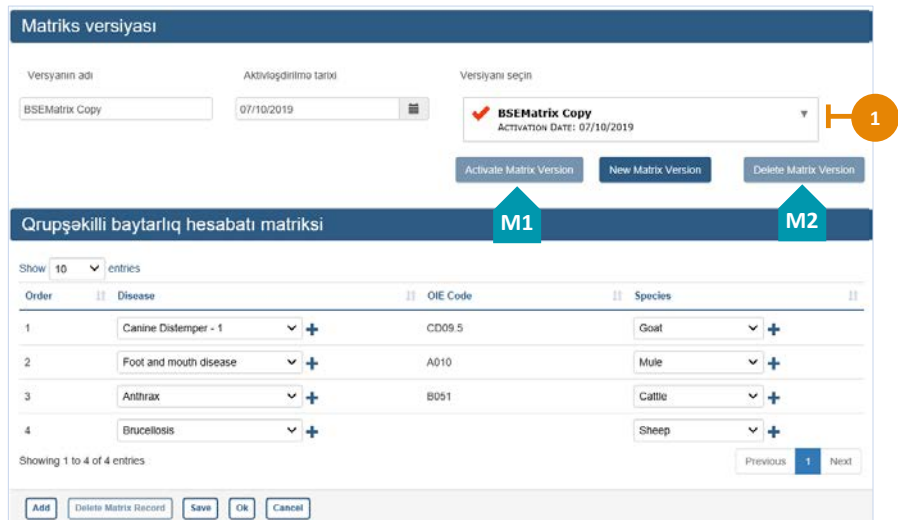 Matriks versiyası
Versyanın adı Aktivləşdirilmə tarixi Versiyanı seçin
BSEMatrix Copy 07/10/2019 BSEMatrix Copy
ACTIVATION DATE: 07/10/2019
1
Activate Matrix Version New Matrix Version Delete Matrix Version
M1 M2
Qrupşəkilli baytarlıq hesabatı matriksi
Show 10 entries
Order Disease OIE Code Species
1 Canine Distemper - 1 CD09.5 Goat
2 Foot and mouth disease A010 Mule
3 Anthrax B051 Cattle
4 Brucellosis Sheep
Showing 1 to 4 of 4 entries Previous 1 Next
Add Delete Matrix Record Save Ok Cancel